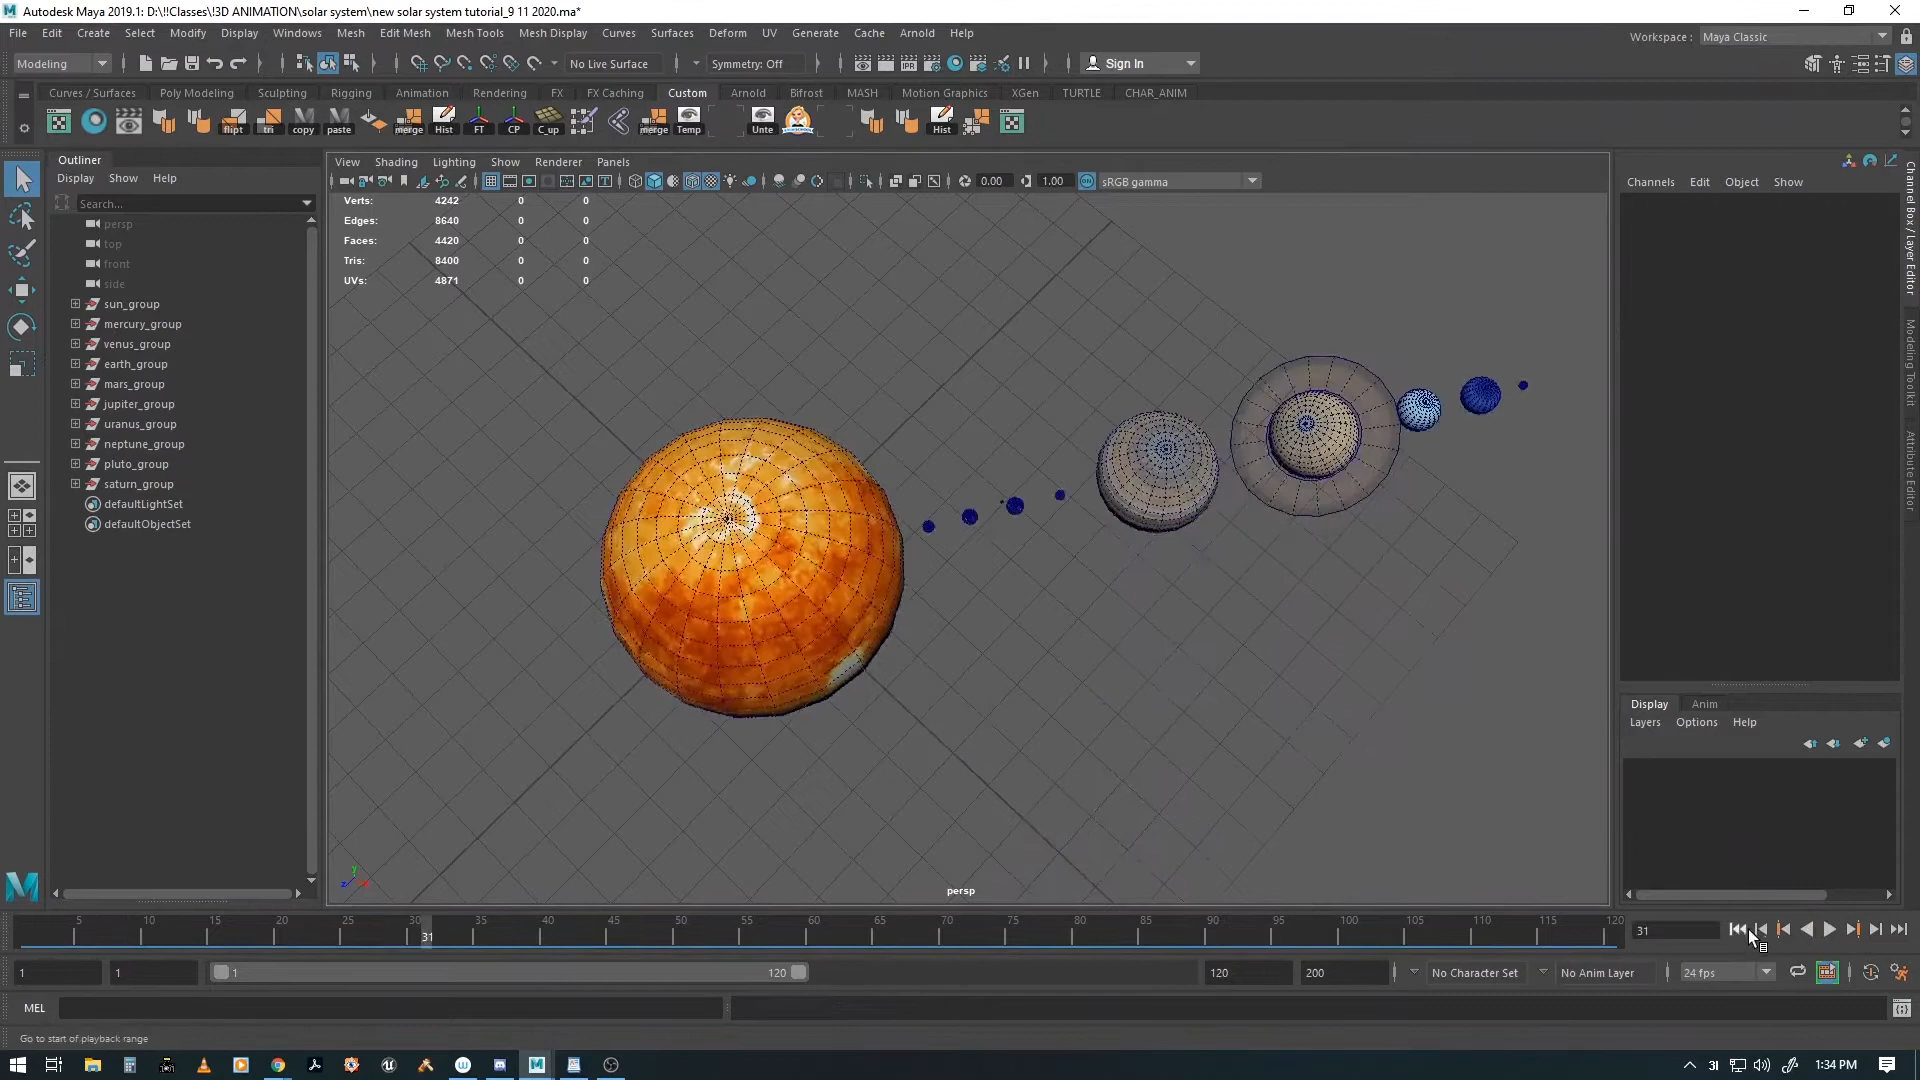 Autodesk Maya 2019.1: D:\!!Classes\!3D ANIMATION\solar system\new solar system tutorial_9 11 2020.ma*
File Edit Create Select Modify Display Windows Mesh Edit Mesh Mesh Tools Mesh Display Curves Surfaces Deform UV Generate Cache Arnold Help
Workspace : Maya Classic
Modeling No Live Surface Symmetry: Off Sign In
Curves / Surfaces Poly Modeling Sculpting Rigging Animation Rendering FX FX Caching Custom Arnold Bifrost MASH Motion Graphics XGen TURTLE CHAR_ANIM
flipt tri copy paste merge Hist FT CP C_up merge Temp Unte Hist
Outliner
Display Show Help
Search...
persp
top
front
side
sun_group
mercury_group
venus_group
earth_group
mars_group
jupiter_group
uranus_group
neptune_group
pluto_group
saturn_group
defaultLightSet
defaultObjectSet
View Shading Lighting Show Renderer Panels
0.00 1.00 ON sRGB gamma
Verts: 4242 0 0
Edges: 8640 0 0
Faces: 4420 0 0
Tris: 8400 0 0
UVs: 4871 0 0
y
z x
persp
Channels Edit Object Show
Channel Box / Layer Editor
Modeling Toolkit
Attribute Editor
Display Anim
Layers Options Help
5 10 15 20 25 30 35 40 45 50 55 60 65 70 75 80 85 90 95 100 105 110 115 120
31 31
1 1 1 120 120 200 No Character Set No Anim Layer 24 fps
MEL
Go to start of playback range
1:34 PM